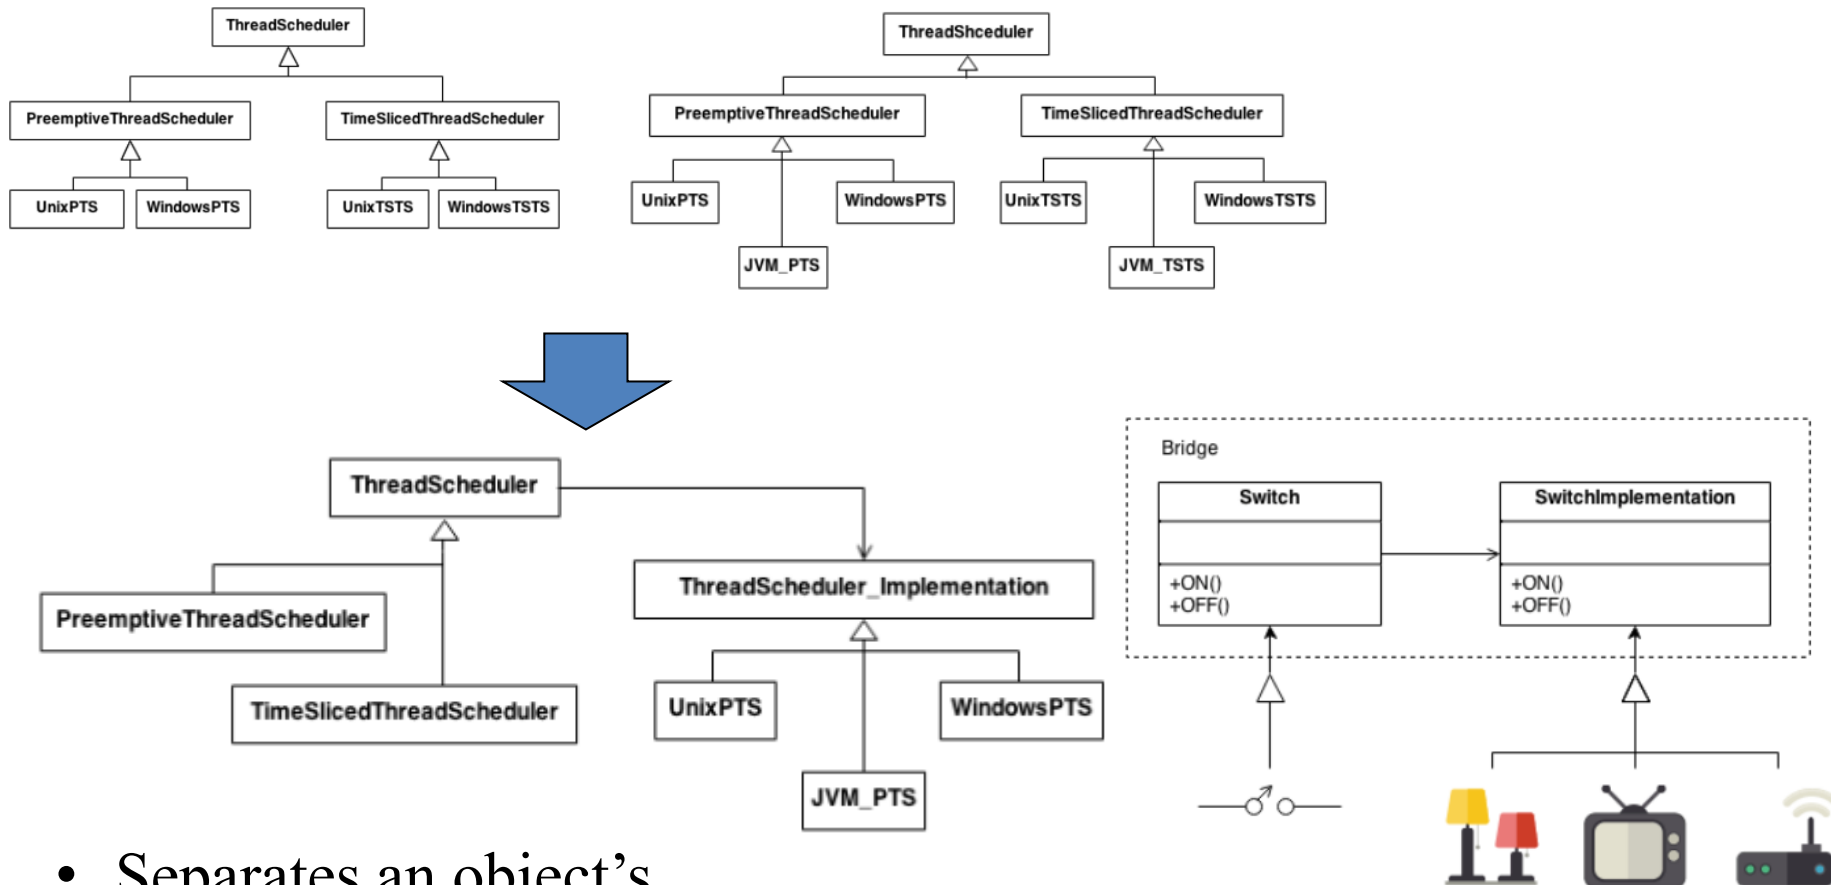 ThreadScheduler
PreemptiveThreadScheduler
TimeSlicedThreadScheduler
UnixPTS
WindowsPTS
UnixTSTS
WindowsTSTS
ThreadShceduler
PreemptiveThreadScheduler
TimeSlicedThreadScheduler
UnixPTS
WindowsPTS
UnixTSTS
WindowsTSTS
JVM_PTS
JVM_TSTS
ThreadScheduler
ThreadScheduler_Implementation
PreemptiveThreadScheduler
TimeSlicedThreadScheduler
UnixPTS
WindowsPTS
JVM_PTS
Bridge
Switch
+ON()
+OFF()
SwitchImplementation
+ON()
+OFF()
• Separates an object's